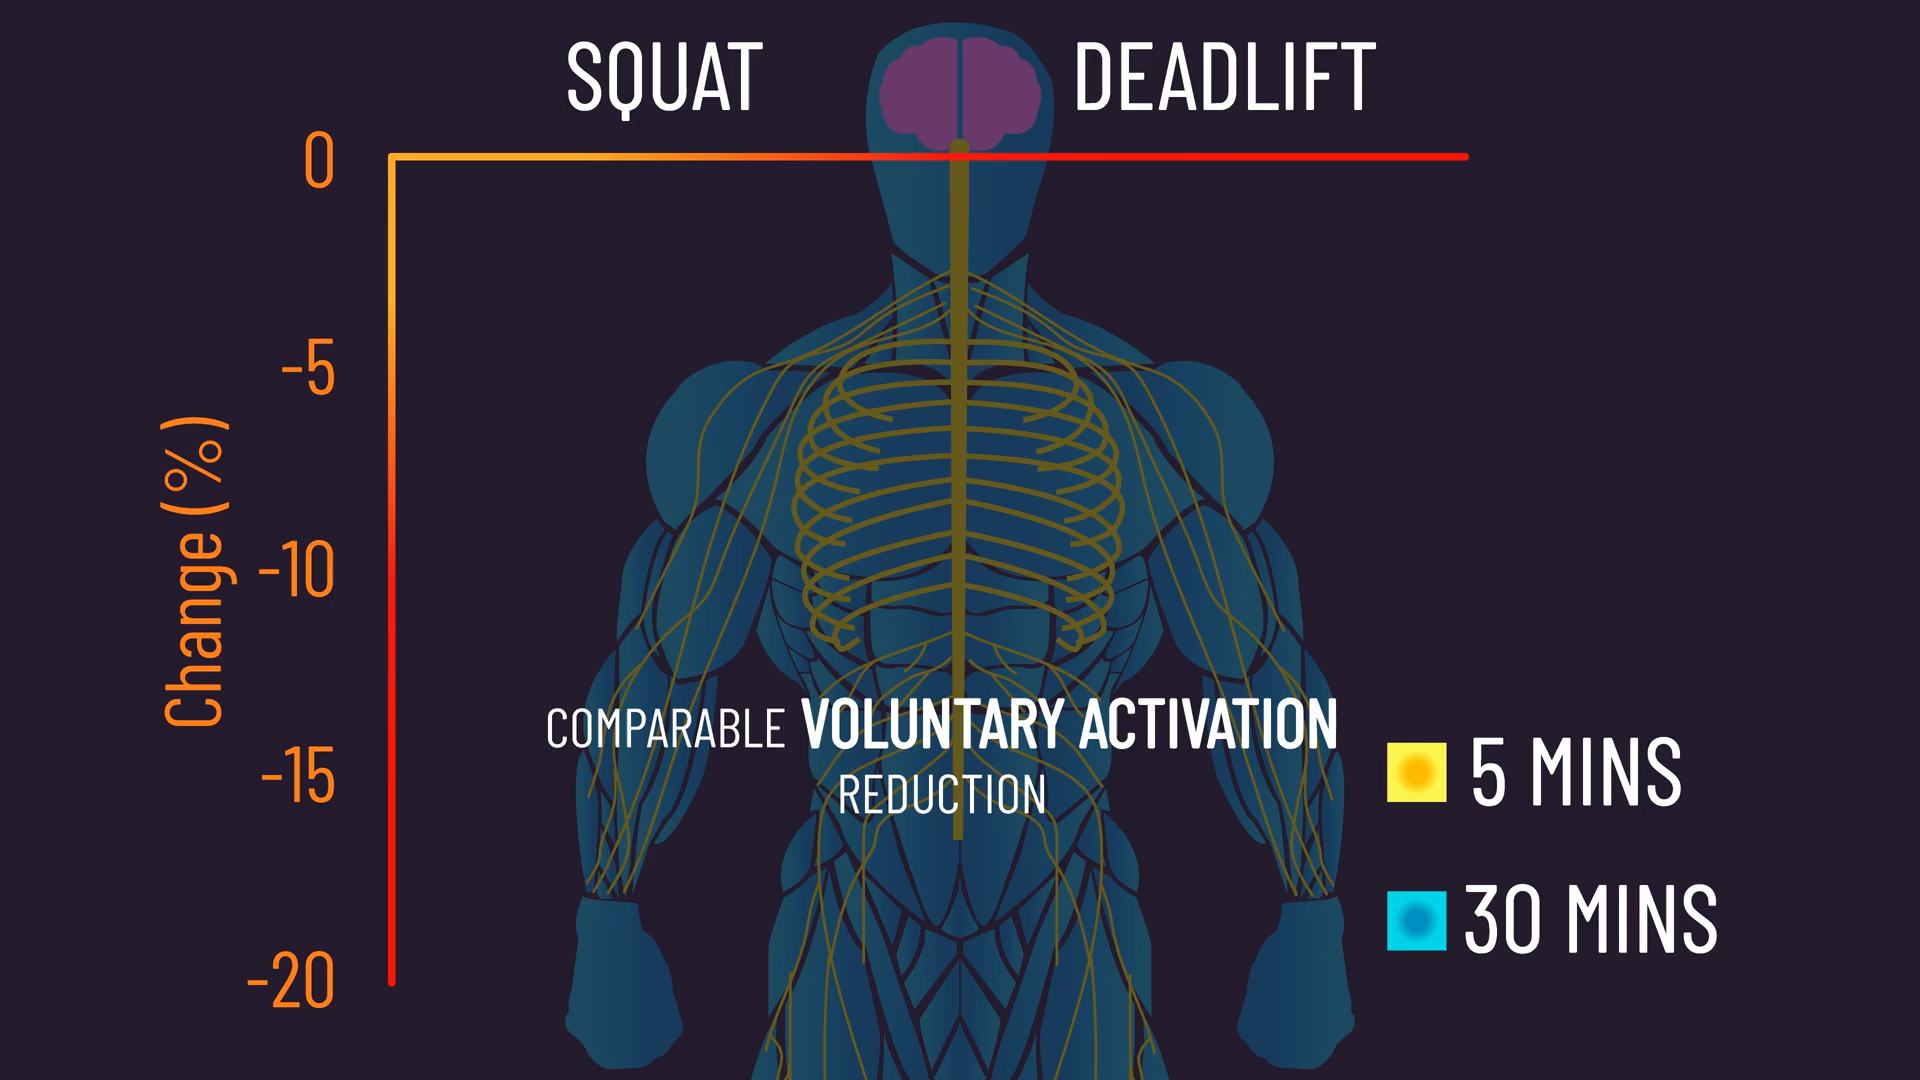 SQUAT DEADLIFT
0
-5
-10
-15
-20
Change (%)
COMPARABLE VOLUNTARY ACTIVATION
REDUCTION
5 MINS
30 MINS